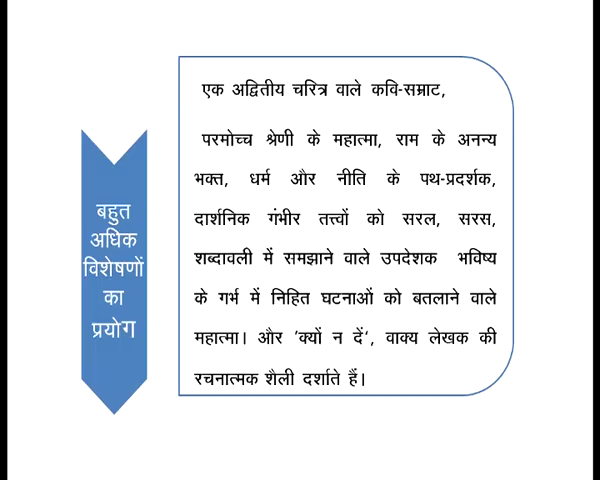 एक अद्वितीय चरित्र वाले कवि-सम्राट,
परमोच्च श्रेणी के महात्मा, राम के अनन्य
भक्त, धर्म और नीति के पथ-प्रदर्शक,
दार्शनिक गंभीर तत्त्वों को सरल, सरस,
शब्दावली में समझाने वाले उपदेशक भविष्य
के गर्भ में निहित घटनाओं को बतलाने वाले
महात्मा। और 'क्यों न दें', वाक्य लेखक की
रचनात्मक शैली दर्शाते हैं।
बहुत
अधिक
विशेषणों
का
प्रयोग